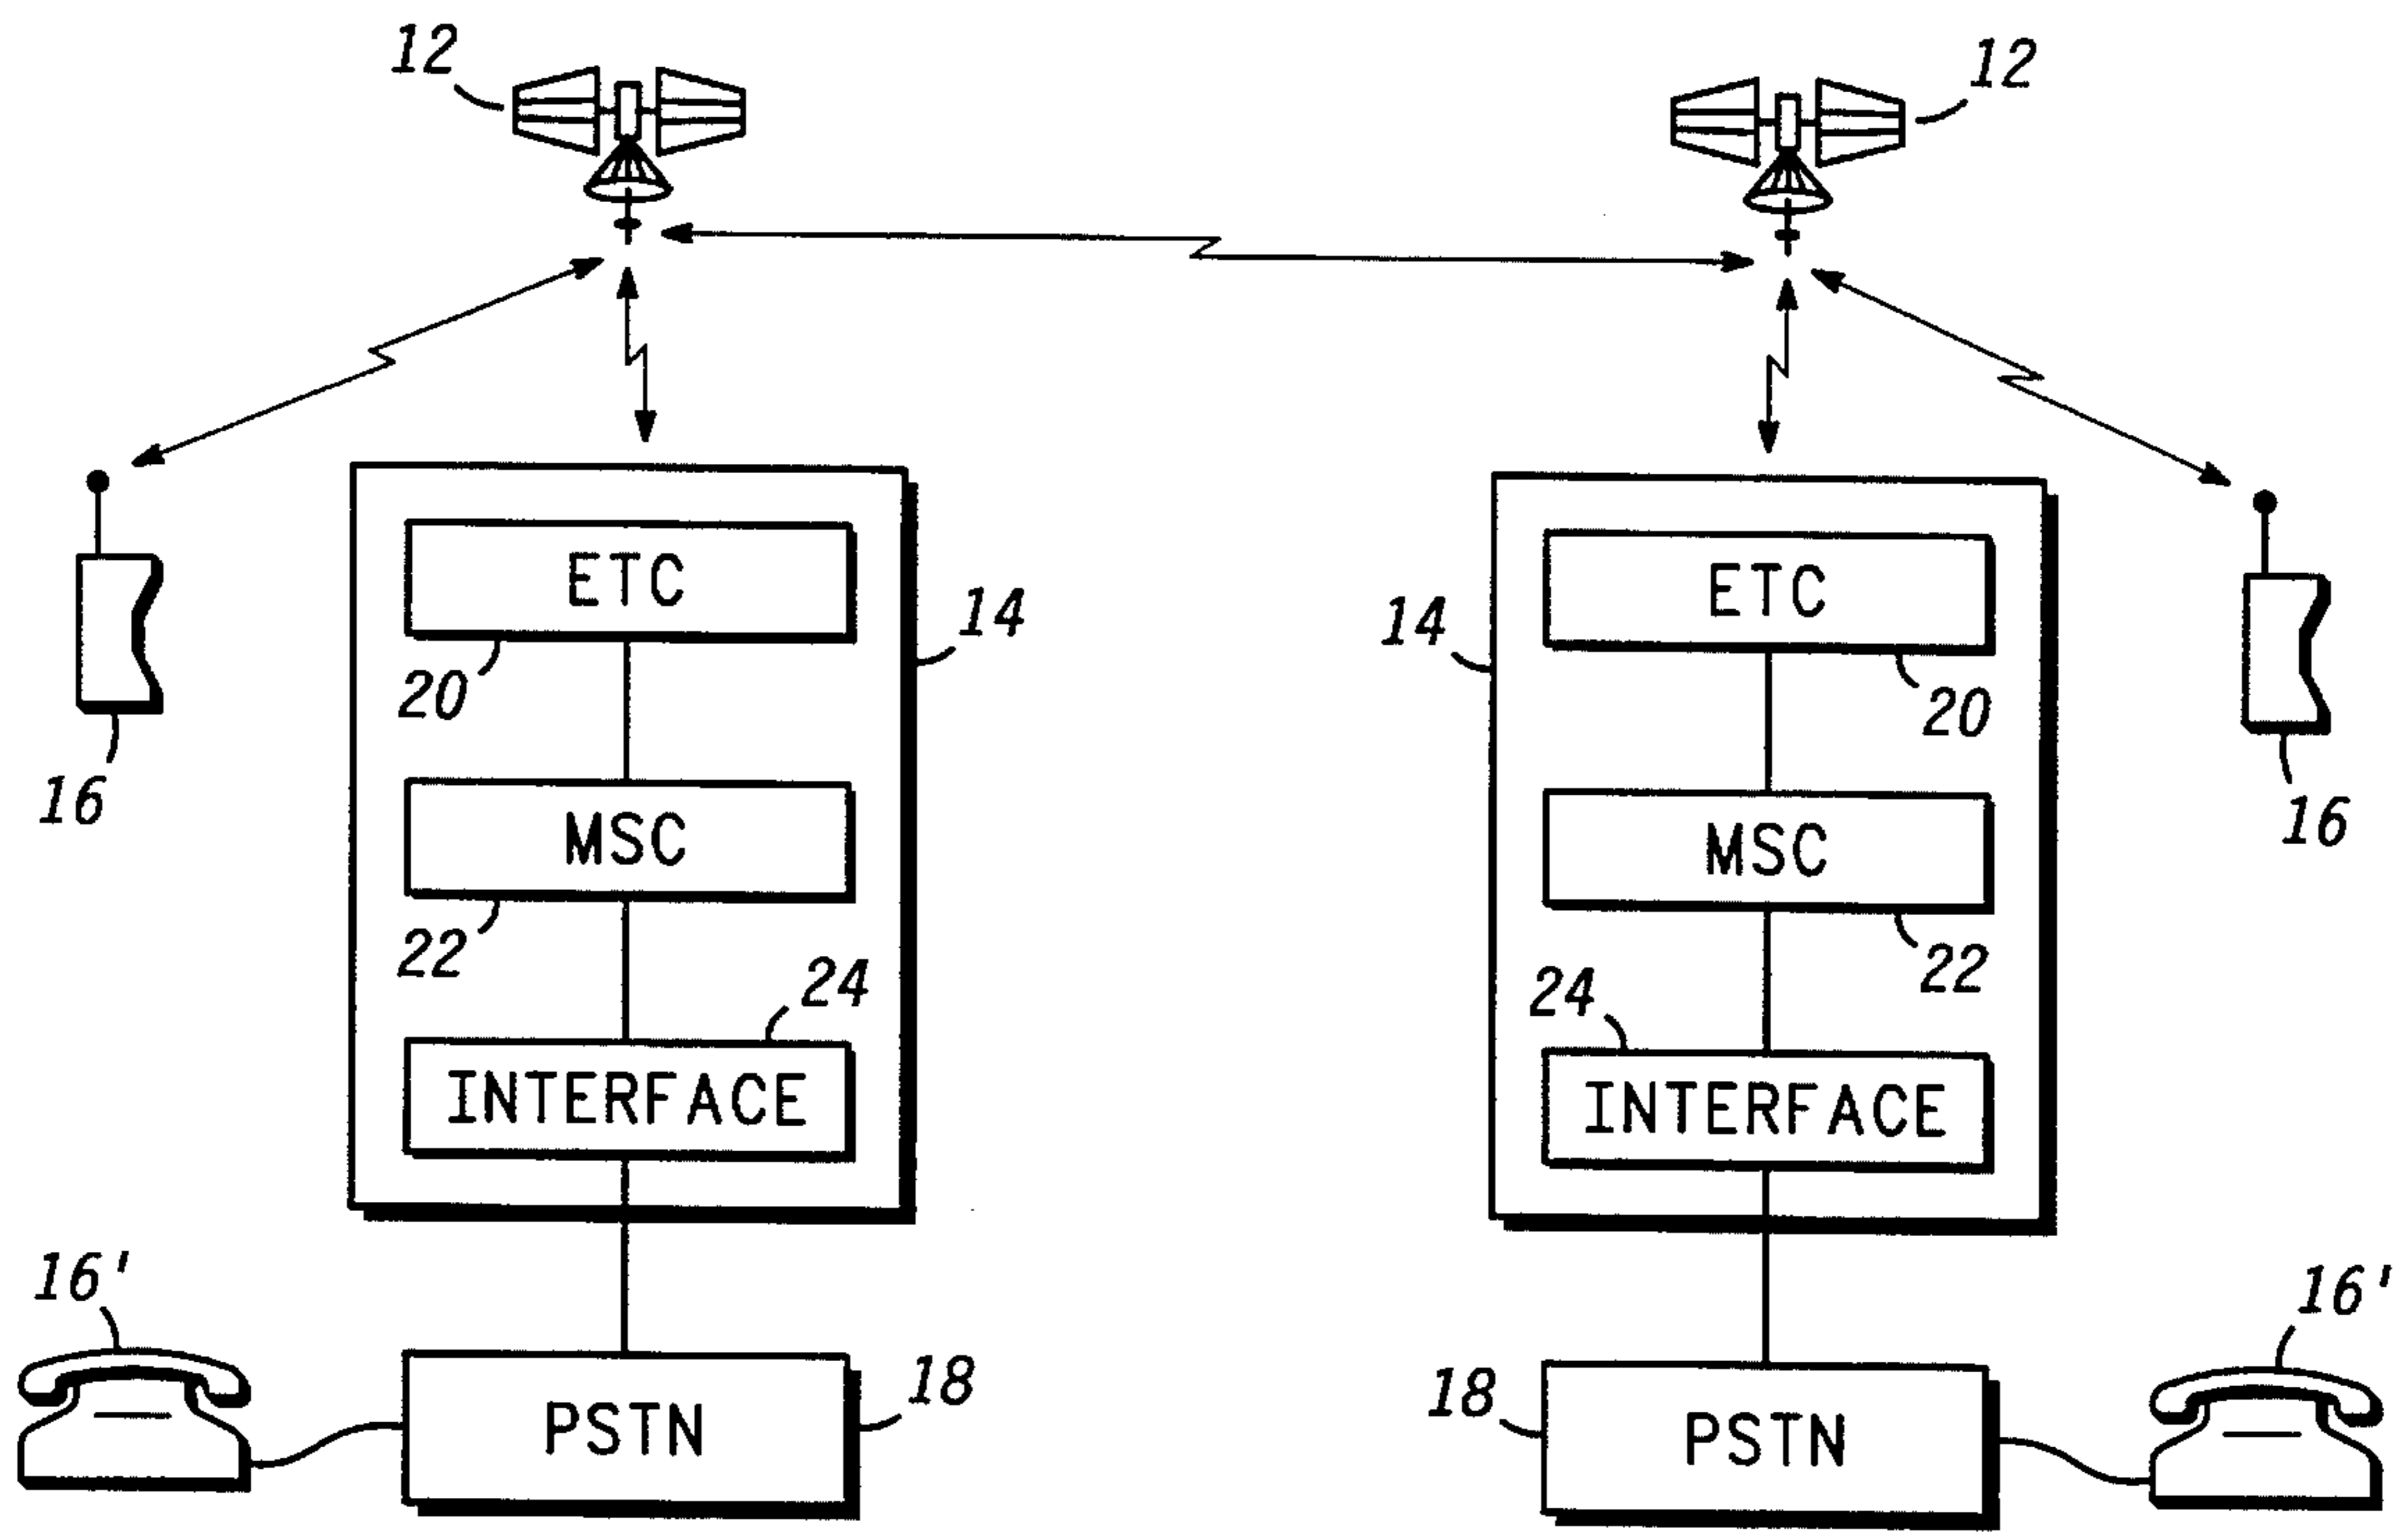 12
12
ETC
ETC
14
14
20
20
16
16
MSC
MSC
22
22
24
24
INTERFACE
INTERFACE
16'
16'
18
18
PSTN
PSTN